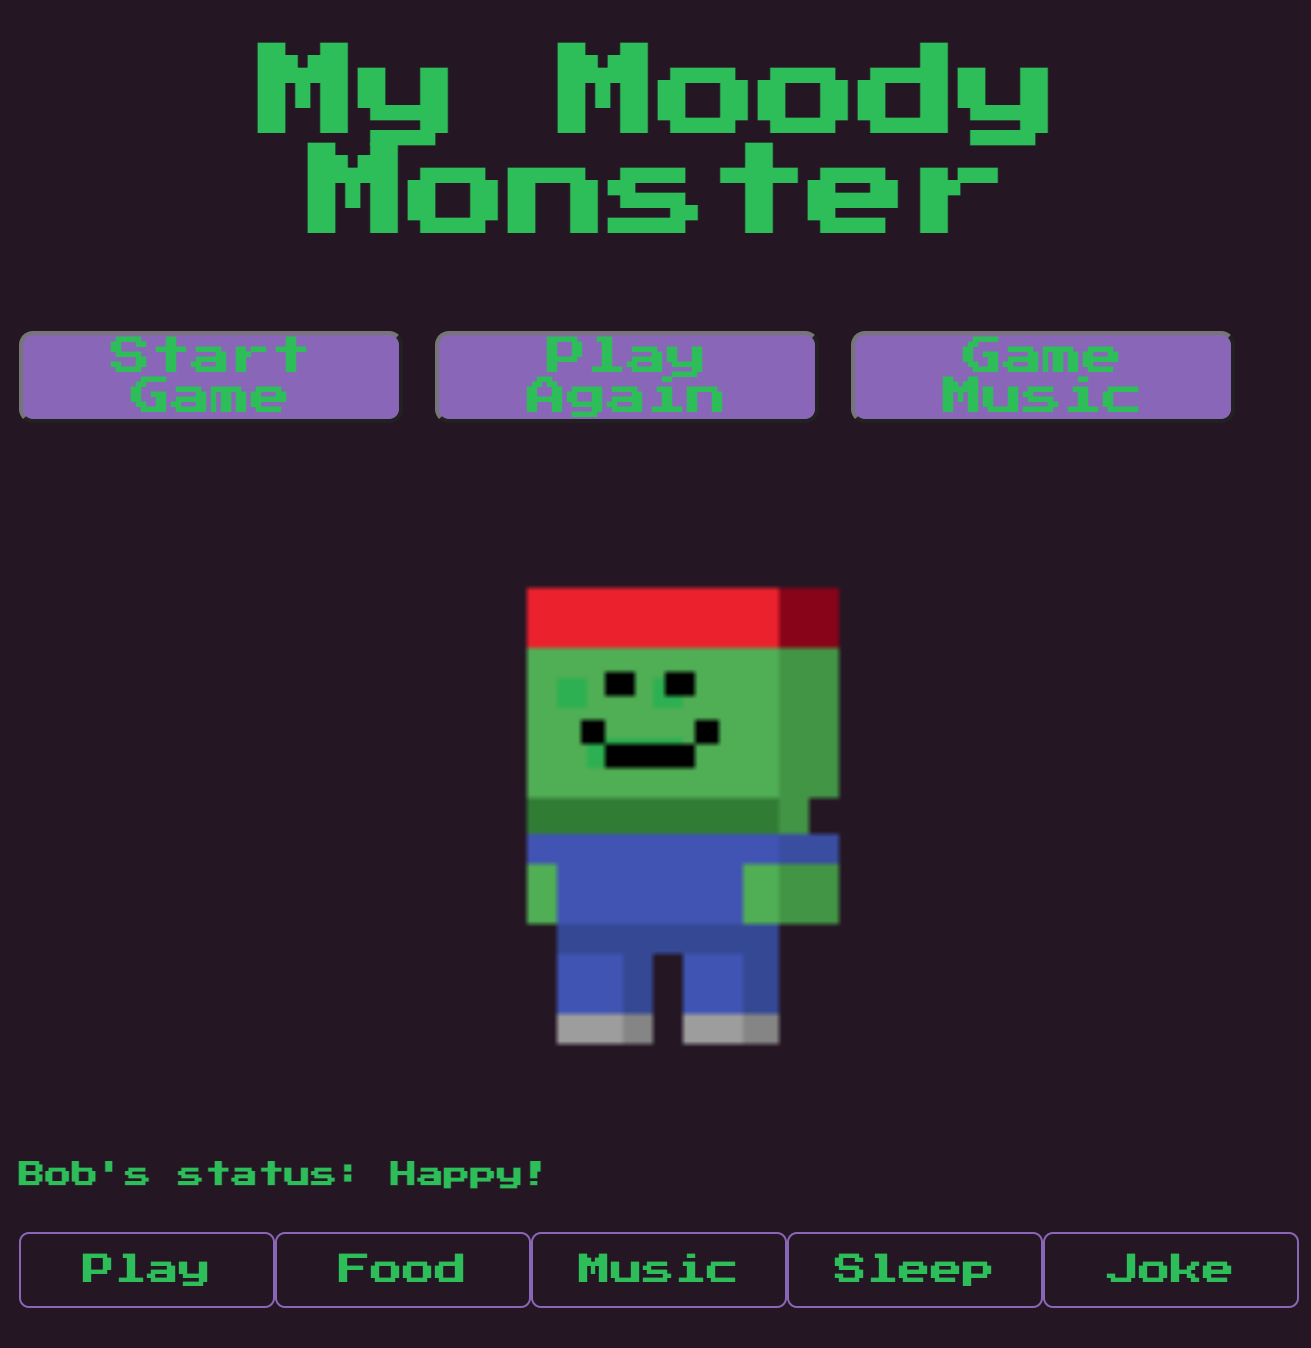 My Moody
Monster
Start
Game
Play
Again
Game
Music
Bob's status: Happy!
Play
Food
Music
Sleep
Joke